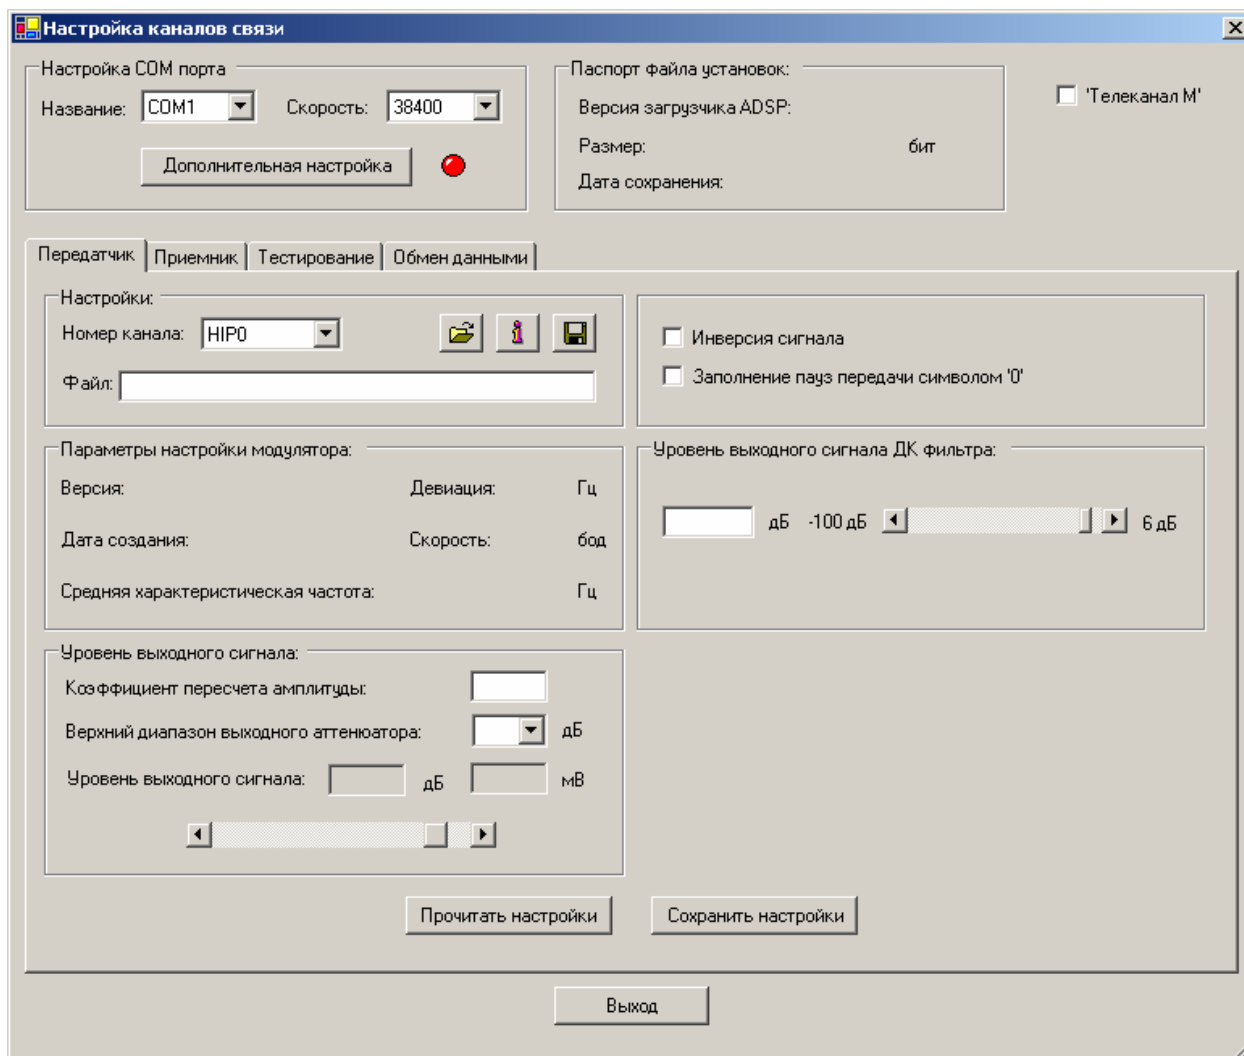 Настройка каналов связи
Настройка COM порта
Название: COM1 Скорость: 38400
Дополнительная настройка
Паспорт файла установок:
Версия загрузчика ADSP:
Размер: бит
Дата сохранения:
'Телеканал М'
Передатчик Приемник Тестирование Обмен данными
Настройки:
Номер канала: HIP0
Файл:
Инверсия сигнала
Заполнение пауз передачи символом '0'
Параметры настройки модулятора:
Версия: Девиация: Гц
Дата создания: Скорость: бод
Средняя характеристическая частота: Гц
Уровень выходного сигнала ДК фильтра:
дБ -100 дБ 6 дБ
Уровень выходного сигнала:
Коэффициент пересчета амплитуды:
Верхний диапазон выходного аттенюатора: дБ
Уровень выходного сигнала: дБ мВ
Прочитать настройки Сохранить настройки
Выход